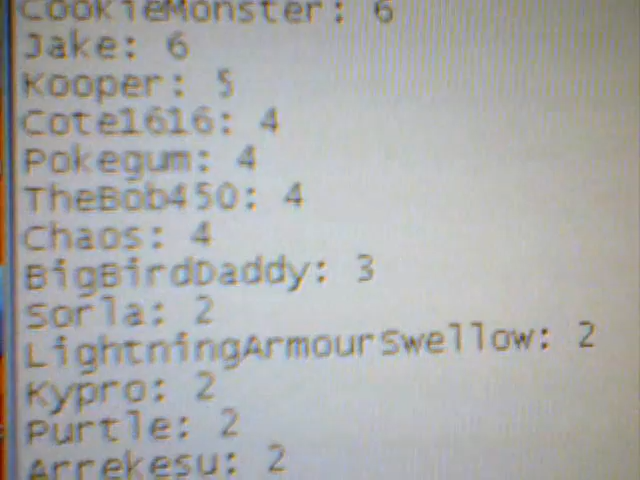 CookieMonster: 6
Jake: 6
Kooper: 5
Cote1616: 4
Pokegum: 4
TheBob450: 4
Chaos: 4
BigBirdDaddy: 3
Sorla: 2
LightningArmourSwellow: 2
Kypro: 2
Purtle: 2
Arrekesu: 2